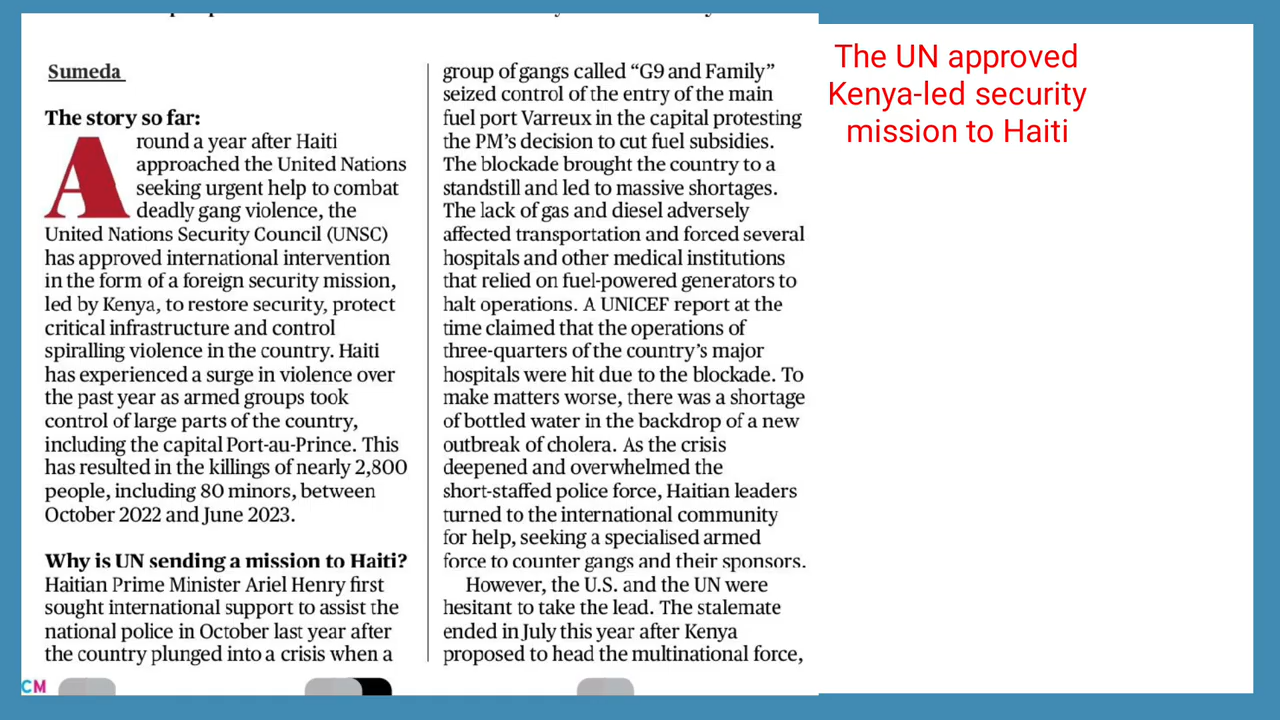 Sumeda
The story so far:
Around a year after Haiti
approached the United Nations
seeking urgent help to combat
deadly gang violence, the
United Nations Security Council (UNSC)
has approved international intervention
in the form of a foreign security mission,
led by Kenya, to restore security, protect
critical infrastructure and control
spiralling violence in the country. Haiti
has experienced a surge in violence over
the past year as armed groups took
control of large parts of the country,
including the capital Port-au-Prince. This
has resulted in the killings of nearly 2,800
people, including 80 minors, between
October 2022 and June 2023.
Why is UN sending a mission to Haiti?
Haitian Prime Minister Ariel Henry first
sought international support to assist the
national police in October last year after
the country plunged into a crisis when a
group of gangs called “G9 and Family”
seized control of the entry of the main
fuel port Varreux in the capital protesting
the PM’s decision to cut fuel subsidies.
The blockade brought the country to a
standstill and led to massive shortages.
The lack of gas and diesel adversely
affected transportation and forced several
hospitals and other medical institutions
that relied on fuel-powered generators to
halt operations. A UNICEF report at the
time claimed that the operations of
three-quarters of the country’s major
hospitals were hit due to the blockade. To
make matters worse, there was a shortage
of bottled water in the backdrop of a new
outbreak of cholera. As the crisis
deepened and overwhelmed the
short-staffed police force, Haitian leaders
turned to the international community
for help, seeking a specialised armed
force to counter gangs and their sponsors.
However, the U.S. and the UN were
hesitant to take the lead. The stalemate
ended in July this year after Kenya
proposed to head the multinational force,
The UN approved
Kenya-led security
mission to Haiti
CM